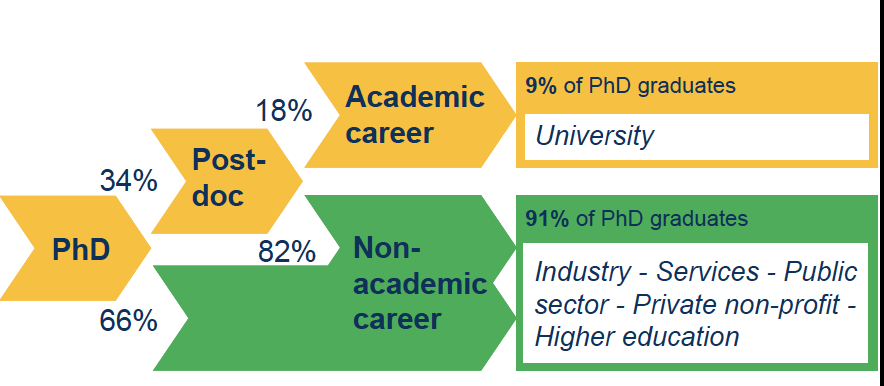 18%
Academic
career
9% of PhD graduates
University
34%
Post-
doc
PhD
82%
66%
Non-
academic
career
91% of PhD graduates
Industry - Services - Public
sector - Private non-profit -
Higher education